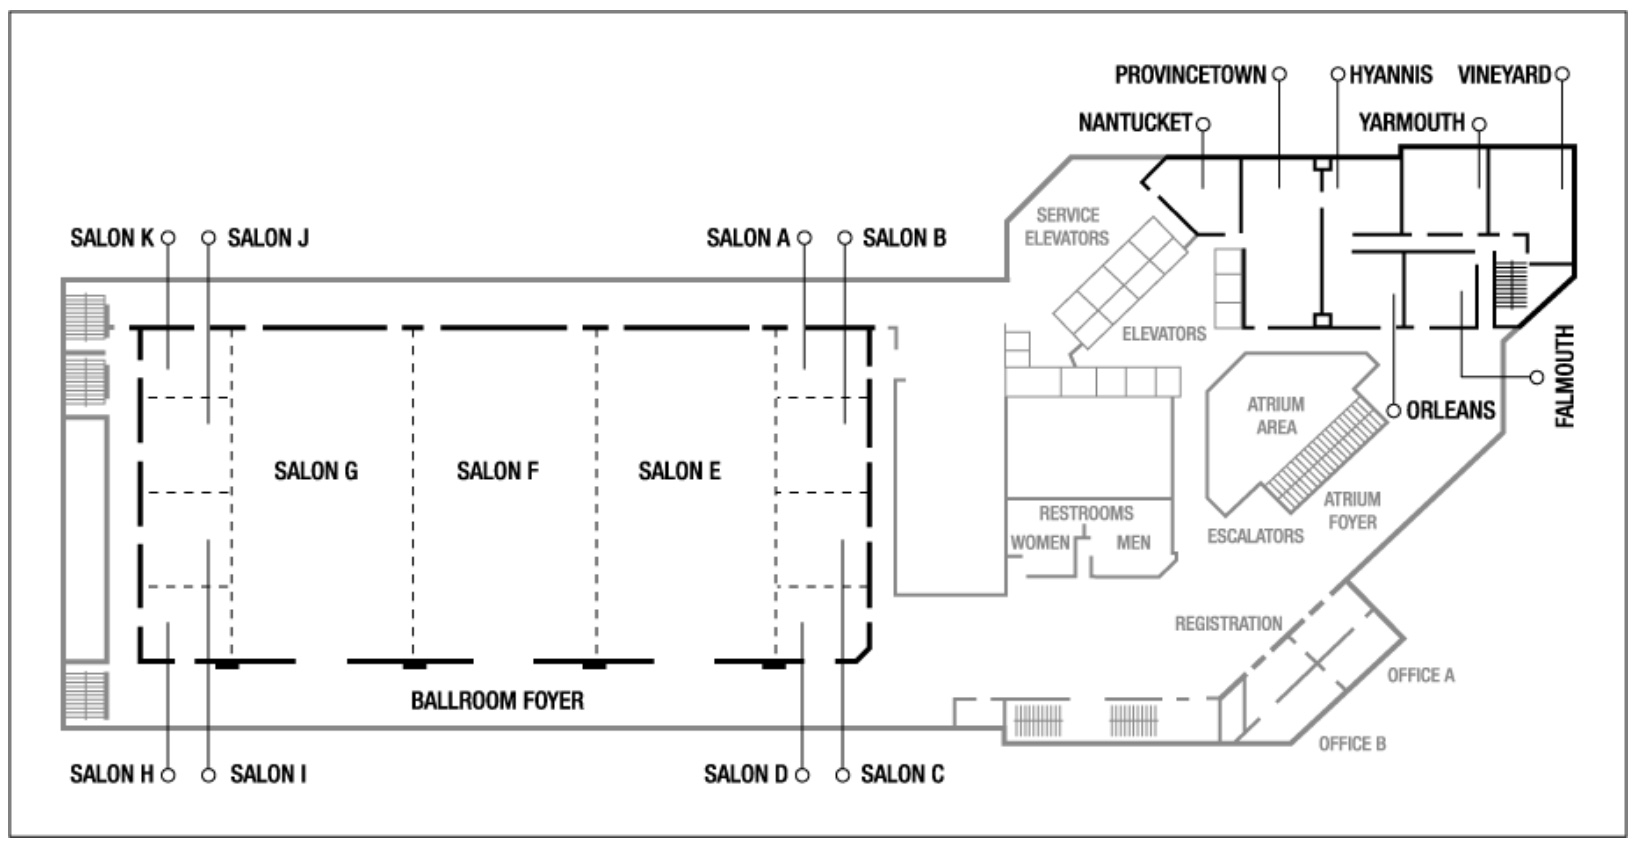 PROVINCETOWN
HYANNIS
VINEYARD
NANTUCKET
YARMOUTH
SERVICE
ELEVATORS
SALON K
SALON J
SALON A
SALON B
ELEVATORS
FALMOUTH
ATRIUM
AREA
ORLEANS
SALON G
SALON F
SALON E
ATRIUM
FOYER
RESTROOMS
WOMEN
MEN
ESCALATORS
REGISTRATION
OFFICE A
BALLROOM FOYER
OFFICE B
SALON H
SALON I
SALON D
SALON C